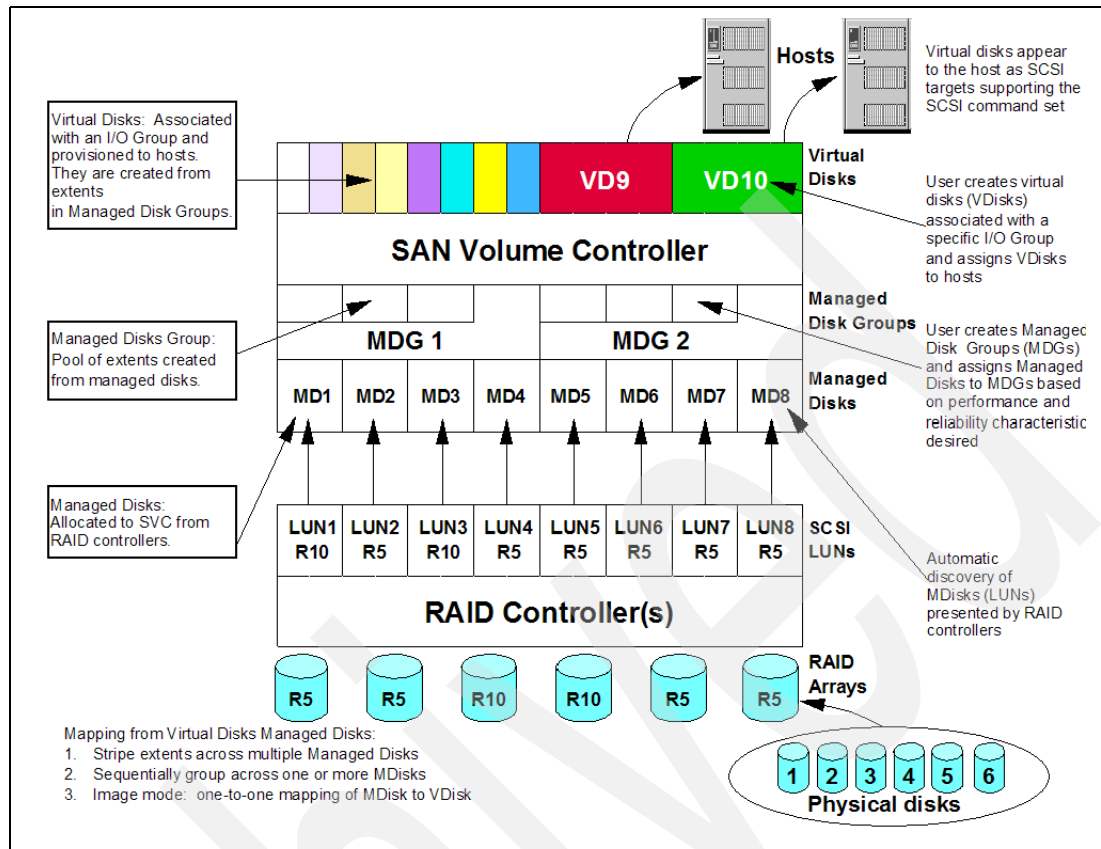 Hosts
Virtual disks appear
to the host as SCSI
targets supporting the
SCSI command set
Virtual Disks:  Associated
with an I/O Group and
provisioned to hosts.
They are created from
extents
in Managed Disk Groups.
VD9
VD10
Virtual
Disks
User creates virtual
disks (VDisks)
associated with a
specific I/O Group
and assigns VDisks
to hosts
SAN Volume Controller
Managed Disks Group:
Pool of extents created
from managed disks.
MDG 1
MDG 2
Managed
Disk Groups
User creates Managed
Disk Groups (MDGs)
and assigns Managed
Disks to MDGs based
on performance and
reliability characteristic
desired
MD1
MD2
MD3
MD4
MD5
MD6
MD7
MD8
Managed
Disks
Managed Disks:
Allocated to SVC from
RAID controllers.
LUN1
R10
LUN2
R5
LUN3
R10
LUN4
R5
LUN5
R5
LUN6
R5
LUN7
R5
LUN8
R5
SCSI
LUNs
Automatic
discovery of
MDisks (LUNs)
presented by RAID
controllers
RAID Controller(s)
R5
R5
R10
R10
R5
R5
RAID
Arrays
Mapping from Virtual Disks Managed Disks:
1. Stripe extents across multiple Managed Disks
2. Sequentially group across one or more MDisks
3. Image mode:  one-to-one mapping of MDisk to VDisk
1
2
3
4
5
6
Physical disks